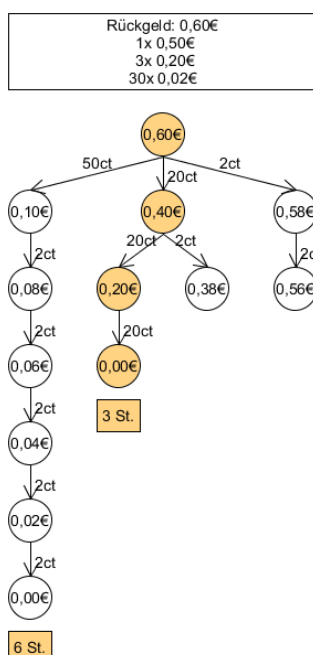 Rückgeld: 0,60€
1x 0,50€
3x 0,20€
30x 0,02€
0,60€
50ct 20ct 2ct
0,10€ 0,40€ 0,58€
2ct 20ct 2ct 2c
0,08€ 0,20€ 0,38€ 0,56€
2ct 20ct
0,06€ 0,00€
2ct
3 St.
0,04€
2ct
0,02€
2ct
0,00€
6 St.